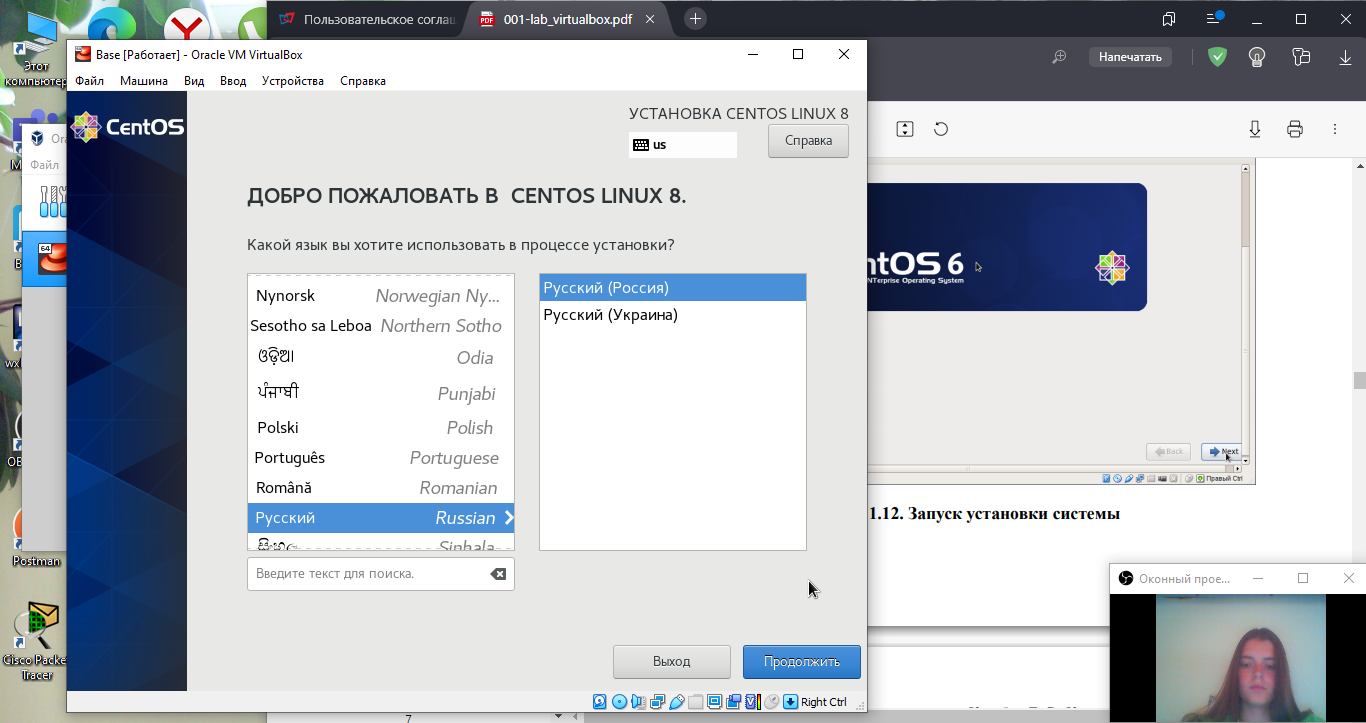 Пользовательское согла
001-lab_virtualbox.pdf
Этот
компьютер
Base [Работает] - Oracle VM VirtualBox
Файл Машина Вид Ввод Устройства Справка
Напечатать
Файл
64
CentOS
УСТАНОВКА CENTOS LINUX 8
us
Справка
ДОБРО ПОЖАЛОВАТЬ В CENTOS LINUX 8.
Какой язык вы хотите использовать в процессе установки?
Nynorsk Norwegian Ny...
Sesotho sa Leboa Northern Sotho
ଓଡ଼ିଆ Odia
ਪੰਜਾਬੀ Punjabi
Polski Polish
Português Portuguese
Română Romanian
Русский Russian
සිංහල Sinhala
Введите текст для поиска.
Русский (Россия)
Русский (Украина)
Выход
Продолжить
Right Ctrl
ntOS 6
NTerprise Operating System
Back
Next
Правый Ctrl
1.12. Запуск установки системы
Оконный прое...
Postman
Cisco Packet
Tracer
7